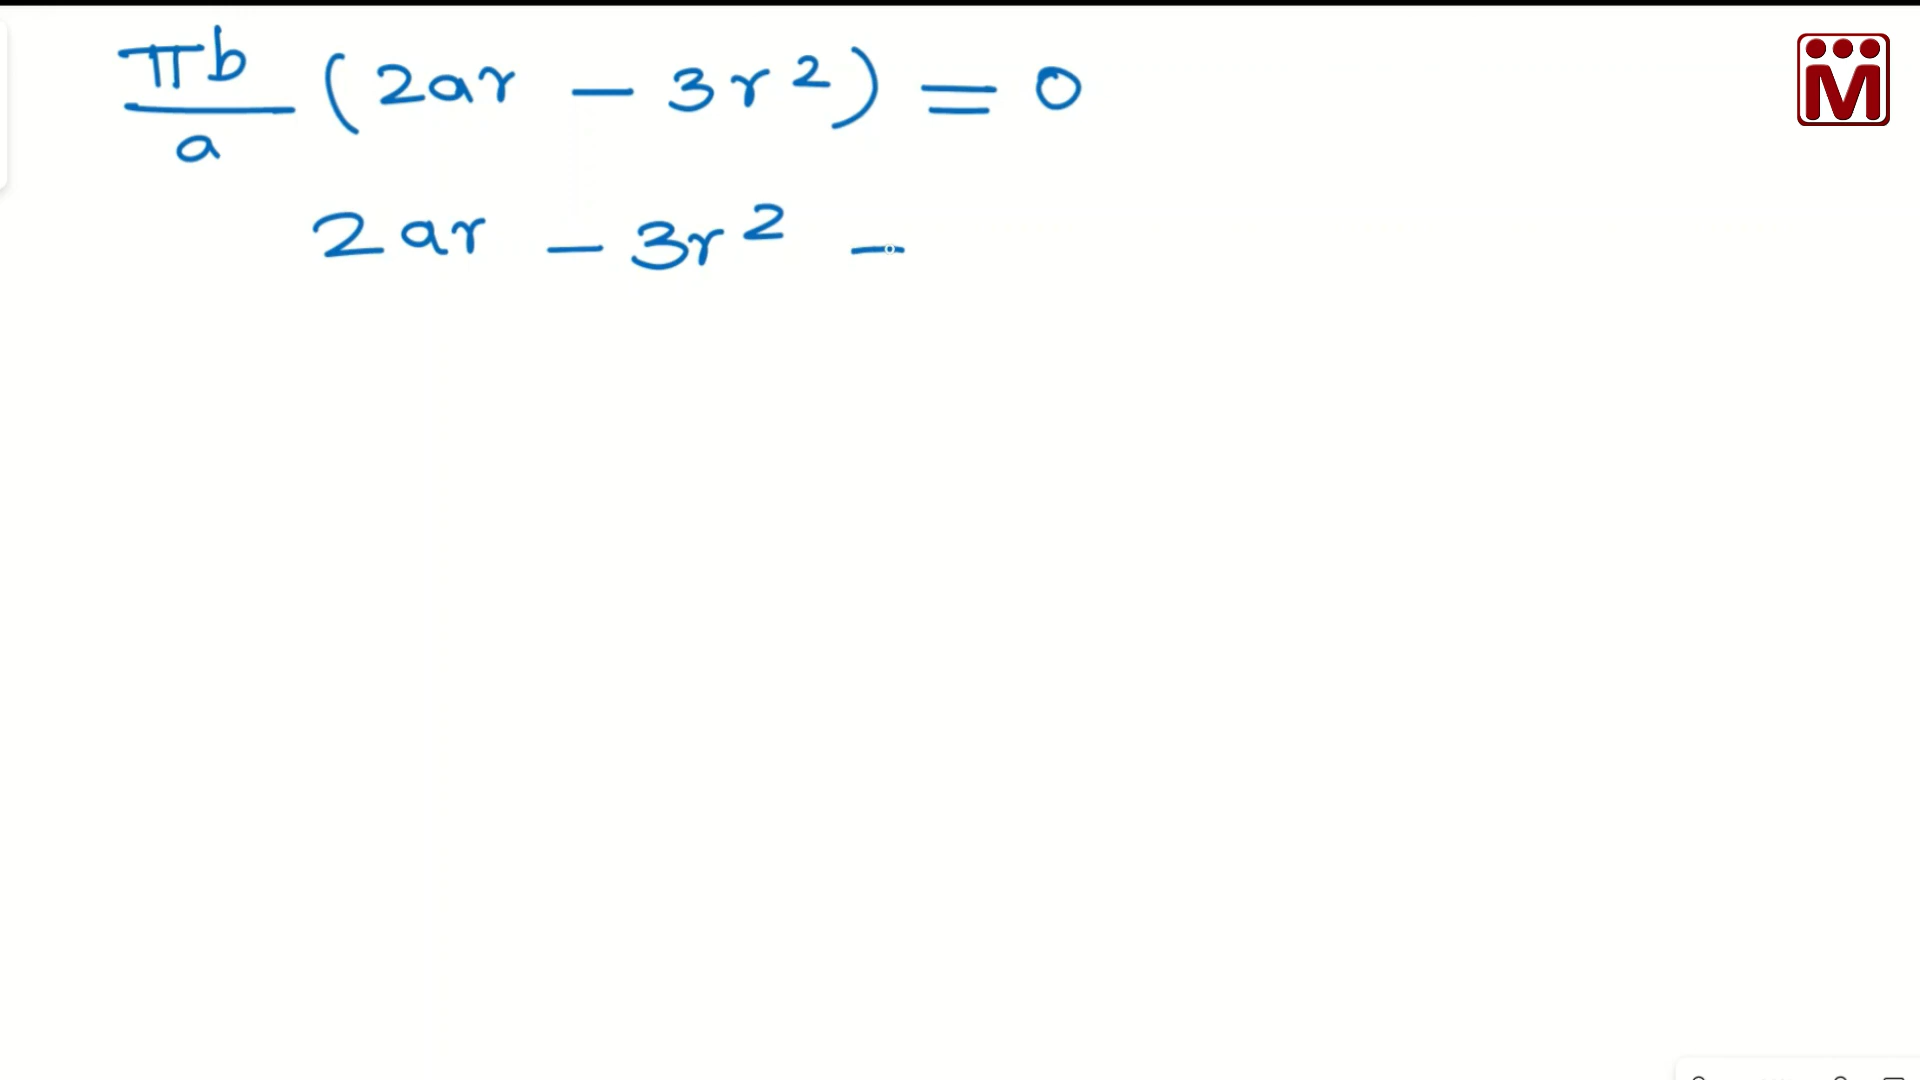 πb/a (2ar - 3r²) = 0
2ar - 3r² -
M